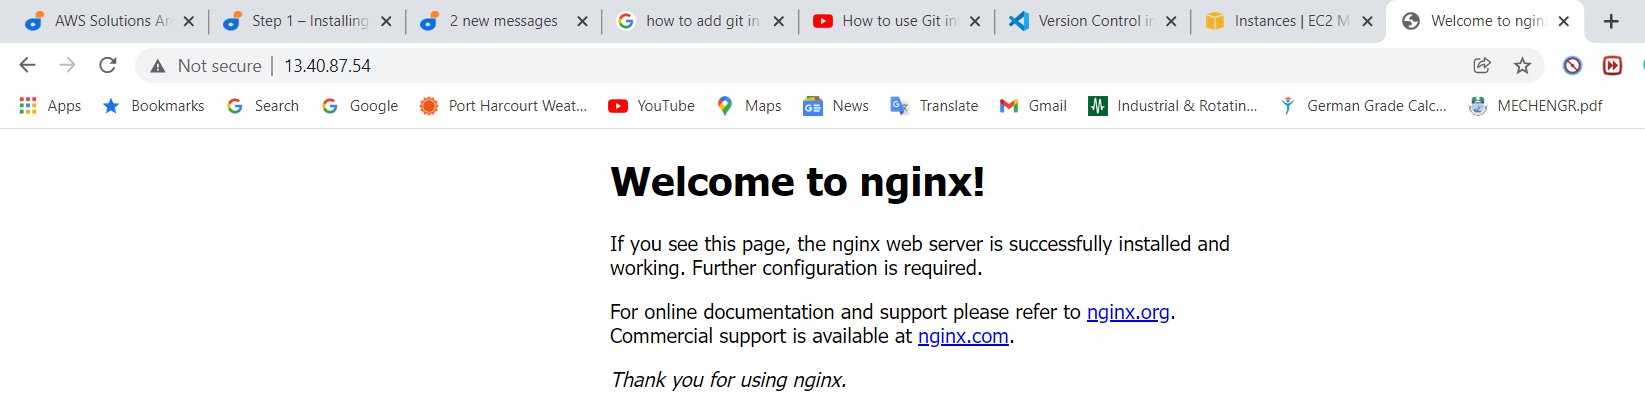 AWS Solutions Ar
Step 1 – Installing
2 new messages
how to add git in
How to use Git in
Version Control in
Instances | EC2 M
Welcome to ngin
Not secure | 13.40.87.54
Apps
Bookmarks
Search
Google
Port Harcourt Weat...
YouTube
Maps
News
Translate
Gmail
Industrial & Rotatin...
German Grade Calc...
MECHENGR.pdf
Welcome to nginx!
If you see this page, the nginx web server is successfully installed and
working. Further configuration is required.
For online documentation and support please refer to nginx.org.
Commercial support is available at nginx.com.
Thank you for using nginx.